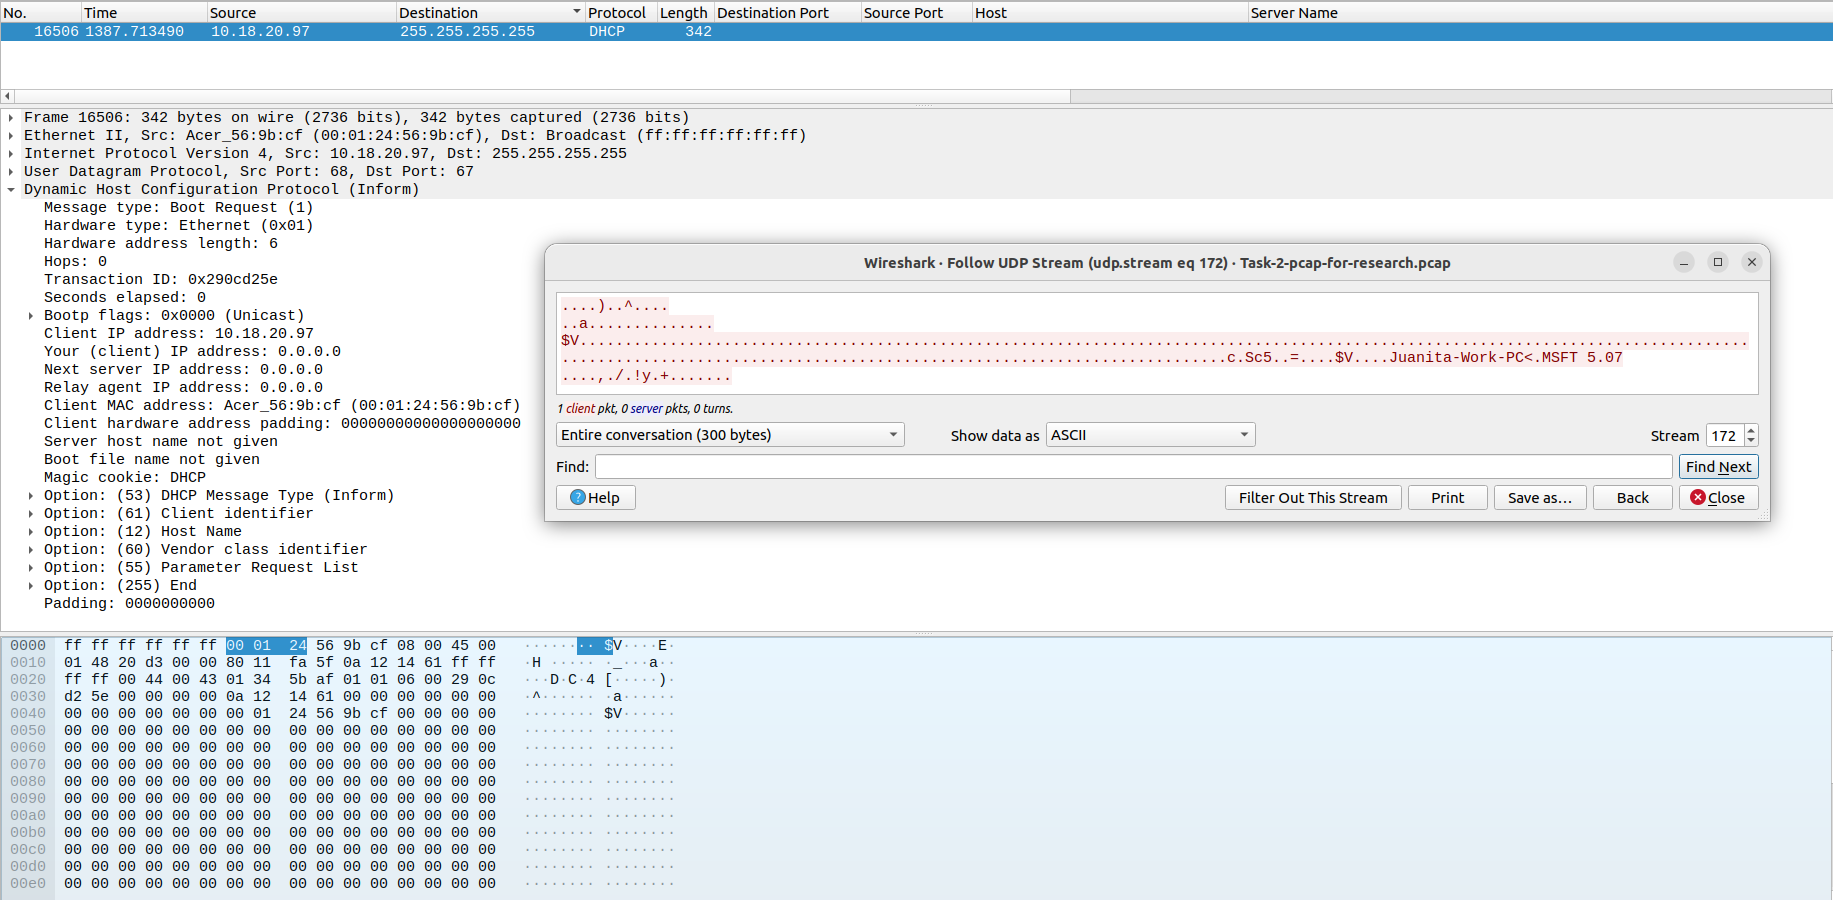 No. Time Source Destination Protocol Length Destination Port Source Port Host Server Name
16506 1387.713490 10.18.20.97 255.255.255.255 DHCP 342
Frame 16506: 342 bytes on wire (2736 bits), 342 bytes captured (2736 bits)
Ethernet II, Src: Acer_56:9b:cf (00:01:24:56:9b:cf), Dst: Broadcast (ff:ff:ff:ff:ff:ff)
Internet Protocol Version 4, Src: 10.18.20.97, Dst: 255.255.255.255
User Datagram Protocol, Src Port: 68, Dst Port: 67
Dynamic Host Configuration Protocol (Inform)
Message type: Boot Request (1)
Hardware type: Ethernet (0x01)
Hardware address length: 6
Hops: 0
Transaction ID: 0x290cd25e
Seconds elapsed: 0
Bootp flags: 0x0000 (Unicast)
Client IP address: 10.18.20.97
Your (client) IP address: 0.0.0.0
Next server IP address: 0.0.0.0
Relay agent IP address: 0.0.0.0
Client MAC address: Acer_56:9b:cf (00:01:24:56:9b:cf)
Client hardware address padding: 00000000000000000000
Server host name not given
Boot file name not given
Magic cookie: DHCP
Option: (53) DHCP Message Type (Inform)
Option: (61) Client identifier
Option: (12) Host Name
Option: (60) Vendor class identifier
Option: (55) Parameter Request List
Option: (255) End
Padding: 0000000000
Wireshark · Follow UDP Stream (udp.stream eq 172) · Task-2-pcap-for-research.pcap
....)..^....
..a..............
$V..................................................................................................................................
..........................................................................c.Sc5..=....$V....Juanita-Work-PC<.MSFT 5.07
....,./.!y.+.......
1 client pkt, 0 server pkts, 0 turns.
Entire conversation (300 bytes) Show data as ASCII Stream 172
Find: Find Next
Help Filter Out This Stream Print Save as… Back Close
0000 ff ff ff ff ff ff 00 01 24 56 9b cf 08 00 45 00 ········ $V····E·
0010 01 48 20 d3 00 00 80 11 fa 5f 0a 12 14 61 ff ff ·H ····· ·_···a··
0020 ff ff 00 44 00 43 01 34 5b af 01 01 06 00 29 0c ···D·C·4 [·····)·
0030 d2 5e 00 00 00 00 0a 12 14 61 00 00 00 00 00 00 ·^······ ·a······
0040 00 00 00 00 00 00 00 01 24 56 9b cf 00 00 00 00 ········ $V······
0050 00 00 00 00 00 00 00 00 00 00 00 00 00 00 00 00 ········ ········
0060 00 00 00 00 00 00 00 00 00 00 00 00 00 00 00 00 ········ ········
0070 00 00 00 00 00 00 00 00 00 00 00 00 00 00 00 00 ········ ········
0080 00 00 00 00 00 00 00 00 00 00 00 00 00 00 00 00 ········ ········
0090 00 00 00 00 00 00 00 00 00 00 00 00 00 00 00 00 ········ ········
00a0 00 00 00 00 00 00 00 00 00 00 00 00 00 00 00 00 ········ ········
00b0 00 00 00 00 00 00 00 00 00 00 00 00 00 00 00 00 ········ ········
00c0 00 00 00 00 00 00 00 00 00 00 00 00 00 00 00 00 ········ ········
00d0 00 00 00 00 00 00 00 00 00 00 00 00 00 00 00 00 ········ ········
00e0 00 00 00 00 00 00 00 00 00 00 00 00 00 00 00 00 ········ ········